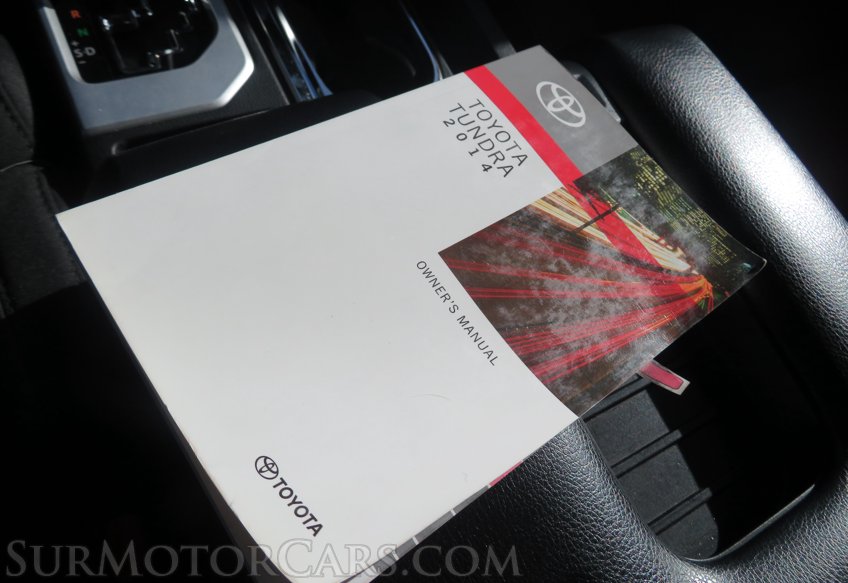 R
N
+
S D
-
TOYOTA
TUNDRA
2014
OWNER'S MANUAL
TOYOTA
SURMOTORCARS.COM